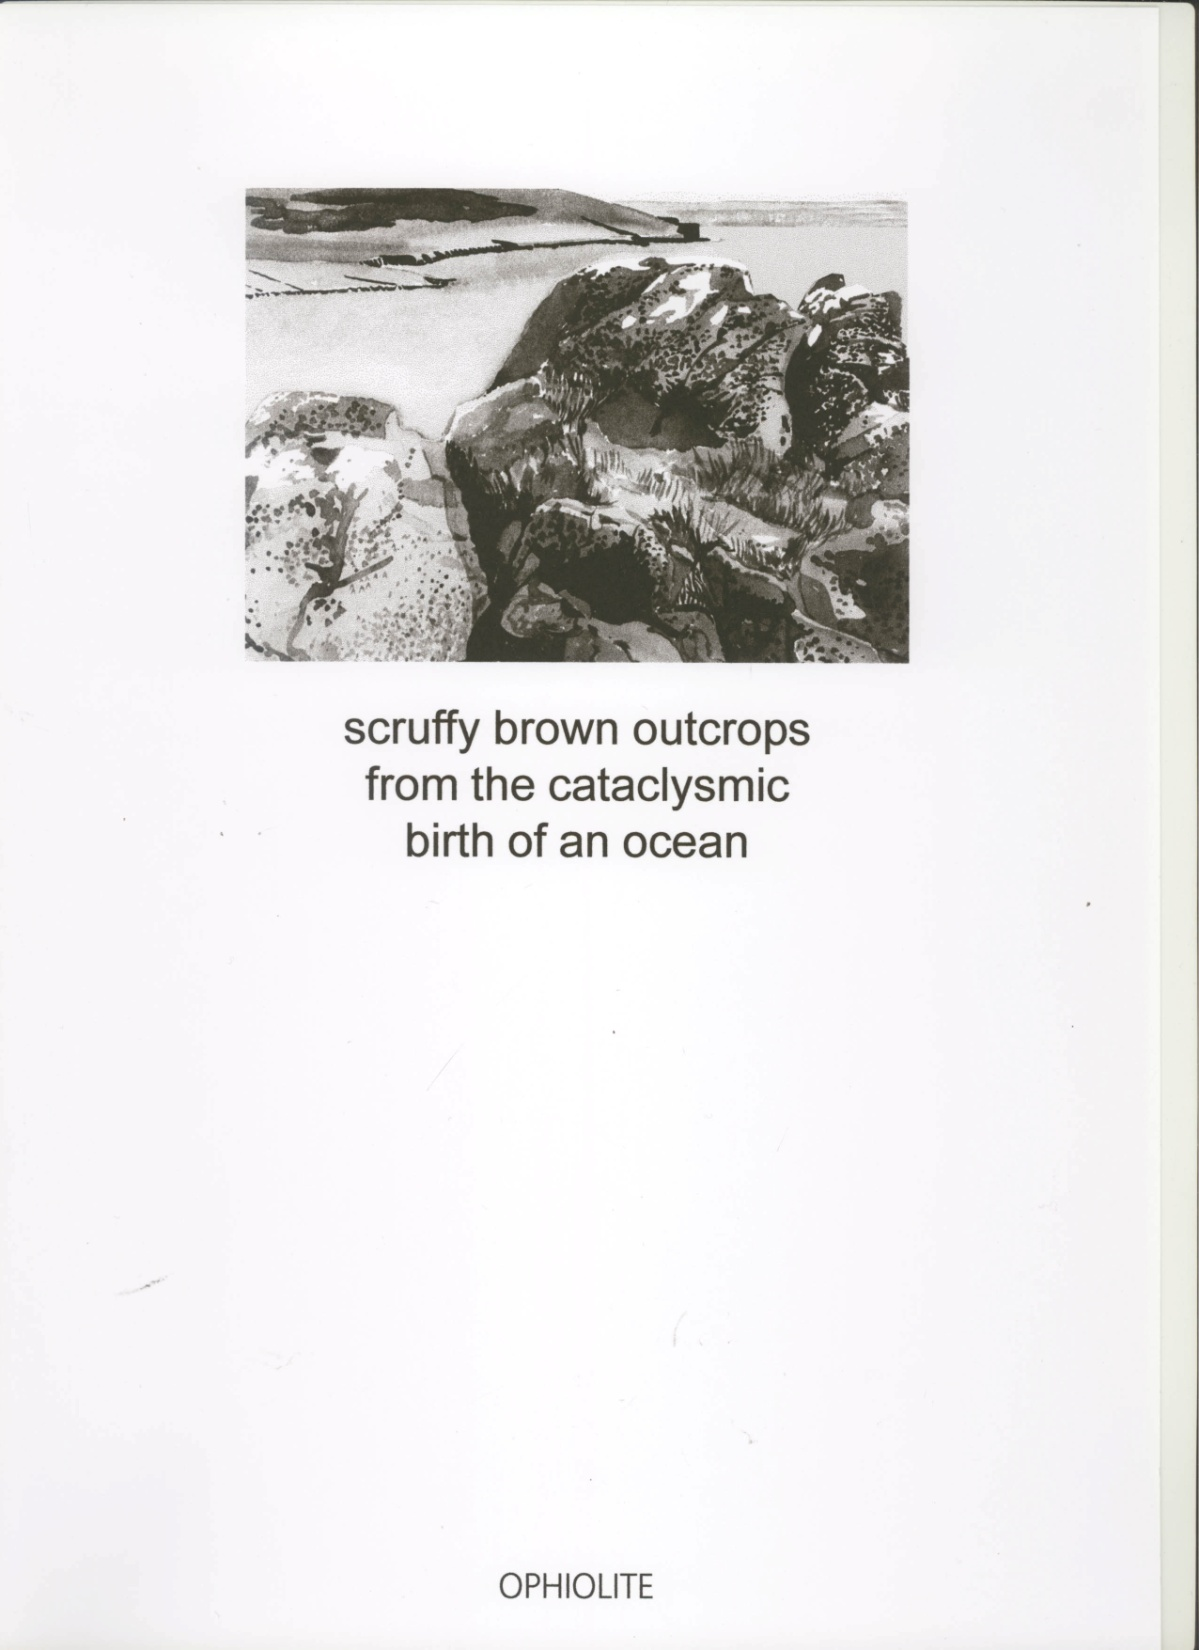 scruffy brown outcrops
from the cataclysmic
birth of an ocean
OPHIOLITE